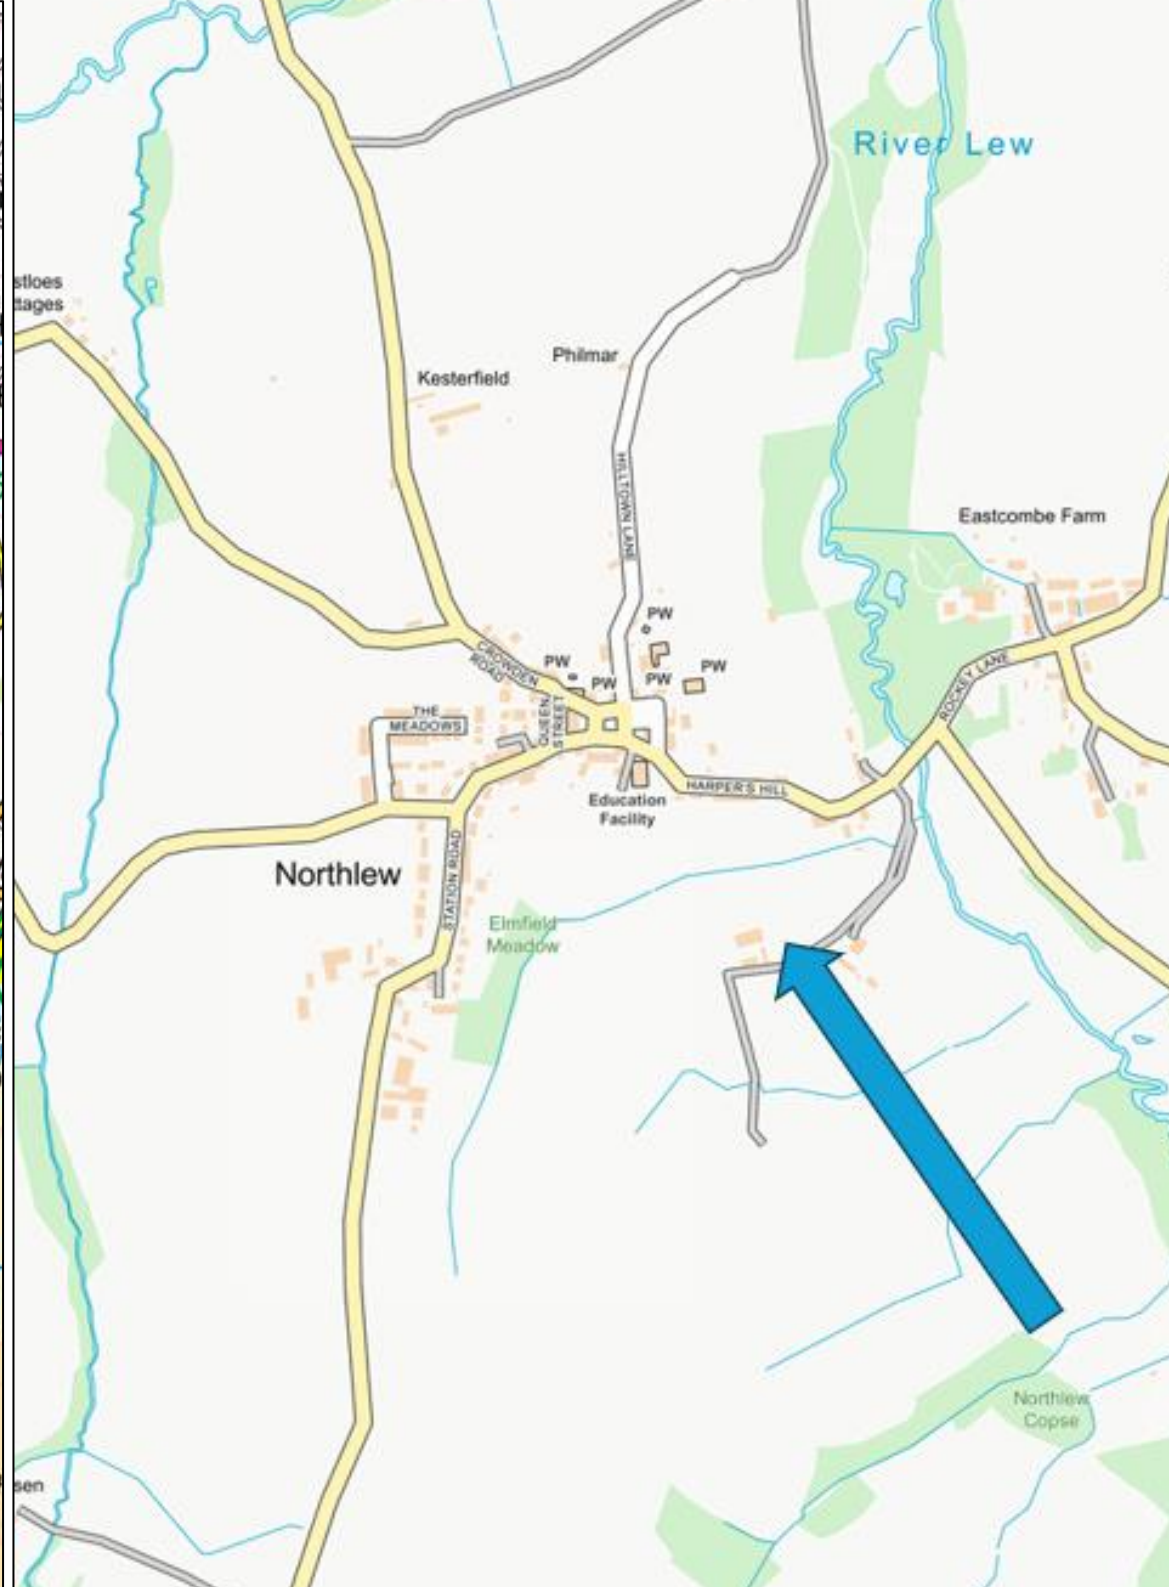 River Lew
stloes
ttages
Philmar
Kesterfield
HILLTOWN LANE
Eastcombe Farm
PW
PW
PW
PW
PW
CROWDEN
ROAD
ROCKEY LANE
THE
MEADOWS
QUEEN
STREET
HARPER'S HILL
Education
Facility
STATION ROAD
Northlew
Elmfield
Meadow
Northlew
Copse
sen